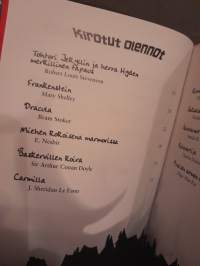 Kirotut olennot
Tohtori Jekyllin ja herra Hyden
merkillinen tapaus
Robert Louis Stevenson
Frankenstein
Mary Shelley
Dracula
Bram Stoker
Miehen kokoisena marmorissa
E. Nesbit
Baskervillen koira
Sir Arthur Conan Doyle
Carmilla
J. Sheridan Le Fanu